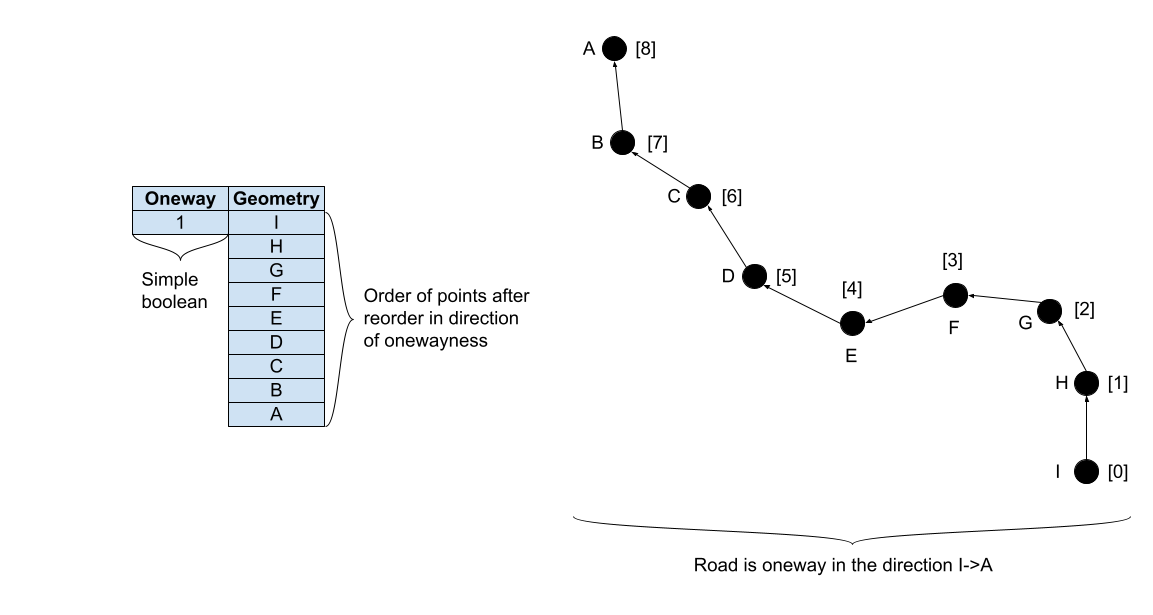 Oneway Geometry
1 I
H
G
F
E
D
C
B
A
Simple
boolean
Order of points after
reorder in direction
of onewayness
A [8]
B [7]
C [6]
D [5]
[4]
E
[3]
F
G [2]
H [1]
I [0]
Road is oneway in the direction I->A